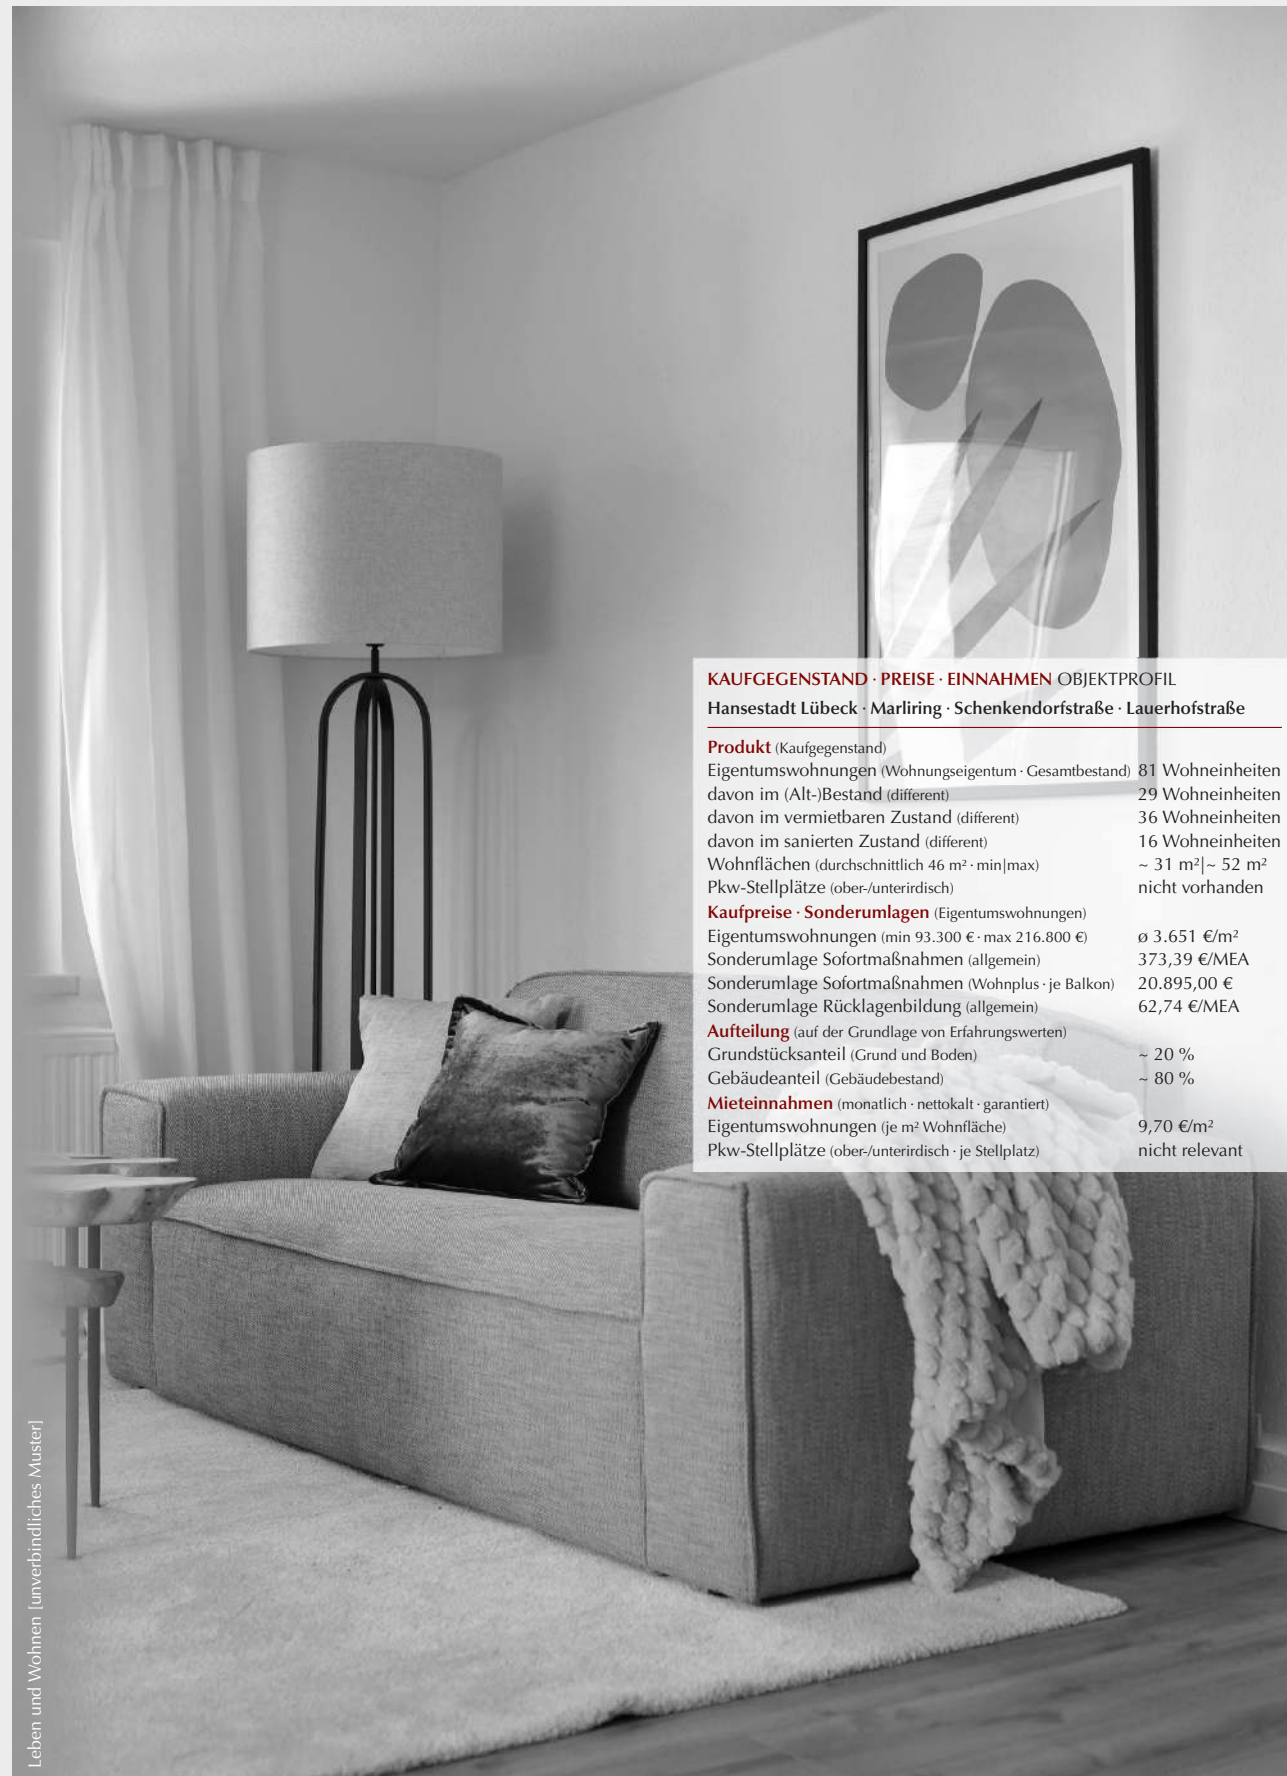 KAUFGEGENSTAND · PREISE · EINNAHMEN OBJEKTPROFIL
Hansestadt Lübeck · Marliring · Schenkendorfstraße · Lauerhofstraße
Produkt (Kaufgegenstand)
Eigentumswohnungen (Wohnungseigentum · Gesamtbestand) 81 Wohneinheiten
davon im (Alt-)Bestand (different) 29 Wohneinheiten
davon im vermietbaren Zustand (different) 36 Wohneinheiten
davon im sanierten Zustand (different) 16 Wohneinheiten
Wohnflächen (durchschnittlich 46 m² · min|max) ~ 31 m²|~ 52 m²
Pkw-Stellplätze (ober-/unterirdisch) nicht vorhanden
Kaufpreise · Sonderumlagen (Eigentumswohnungen)
Eigentumswohnungen (min 93.300 € · max 216.800 €) ø 3.651 €/m²
Sonderumlage Sofortmaßnahmen (allgemein) 373,39 €/MEA
Sonderumlage Sofortmaßnahmen (Wohnplus · je Balkon) 20.895,00 €
Sonderumlage Rücklagenbildung (allgemein) 62,74 €/MEA
Aufteilung (auf der Grundlage von Erfahrungswerten)
Grundstücksanteil (Grund und Boden) ~ 20 %
Gebäudeanteil (Gebäudebestand) ~ 80 %
Mieteinnahmen (monatlich · nettokalt · garantiert)
Eigentumswohnungen (je m² Wohnfläche) 9,70 €/m²
Pkw-Stellplätze (ober-/unterirdisch · je Stellplatz) nicht relevant
Leben und Wohnen [unverbindliches Muster]